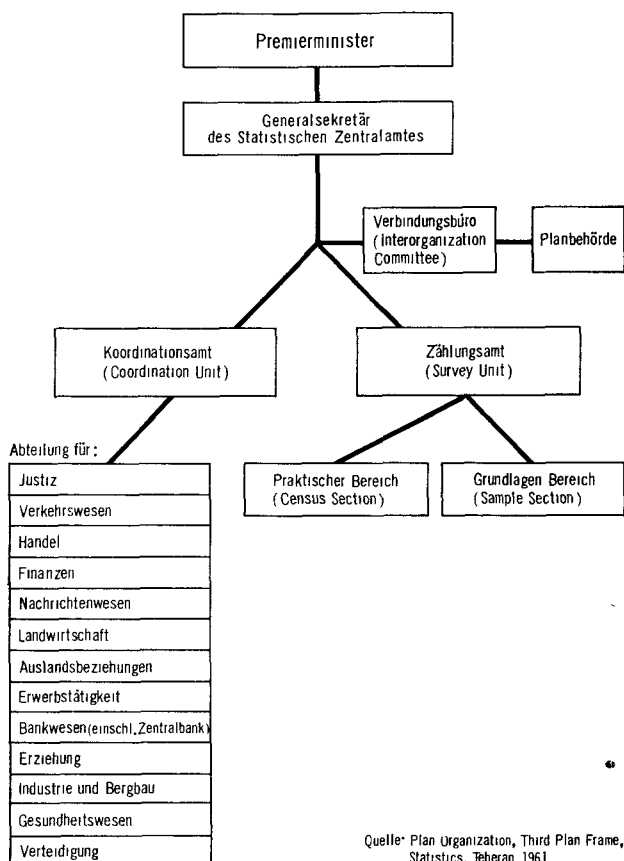 Premierminister
Generalsekretär
des Statistischen Zentralamtes
Verbindungsbüro
(Interorganization
Committee)
Planbehörde
Koordinationsamt
(Coordination Unit)
Zählungsamt
(Survey Unit)
Abteilung für:
Justiz
Verkehrswesen
Handel
Finanzen
Nachrichtenwesen
Landwirtschaft
Auslandsbeziehungen
Erwerbstätigkeit
Bankwesen (einschl. Zentralbank)
Erziehung
Industrie und Bergbau
Gesundheitswesen
Verteidigung
Praktischer Bereich
(Census Section)
Grundlagen Bereich
(Sample Section)
Quelle: Plan Organization, Third Plan Frame,
Statistics, Teheran 1961